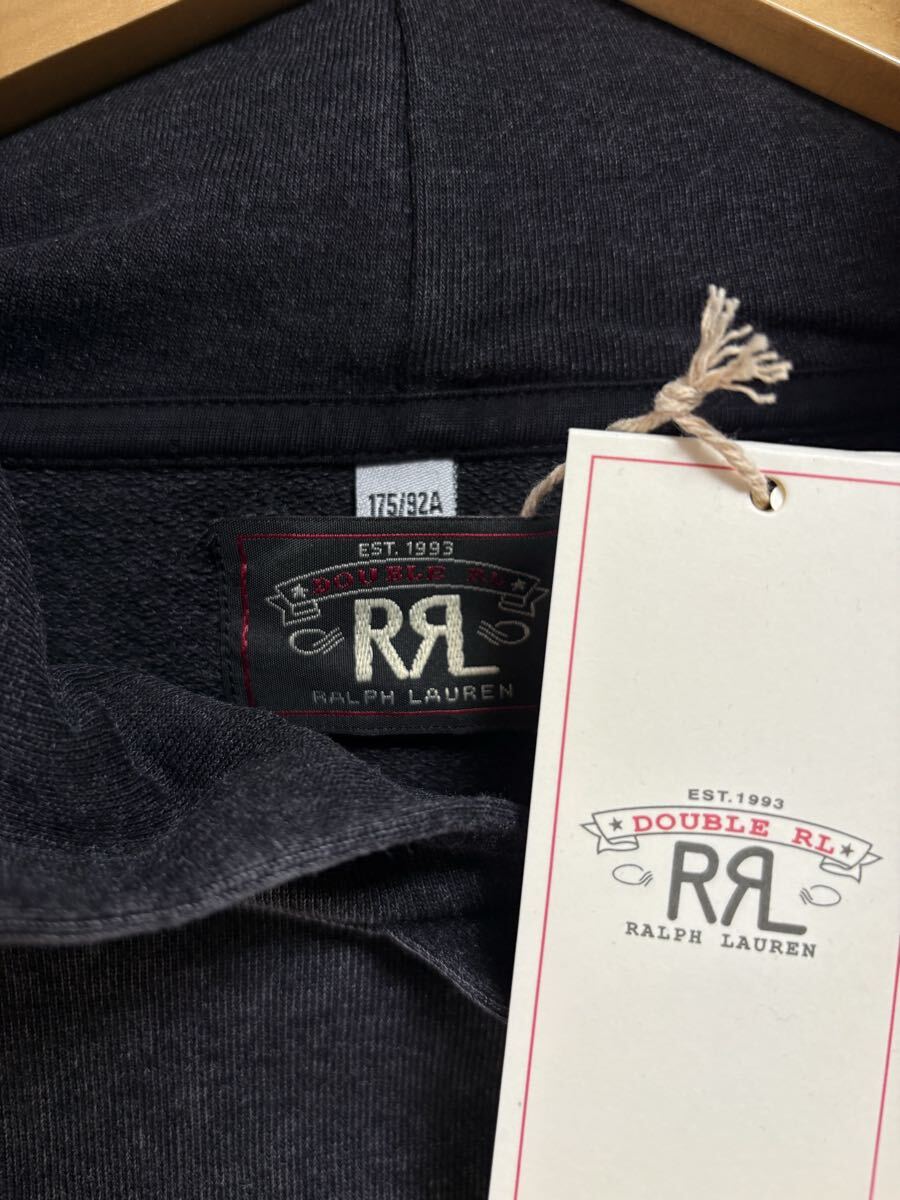 175/92A
EST. 1993
DOUBLE RL
RRL
RALPH LAUREN
EST. 1993
DOUBLE RL
RRL
RALPH LAUREN